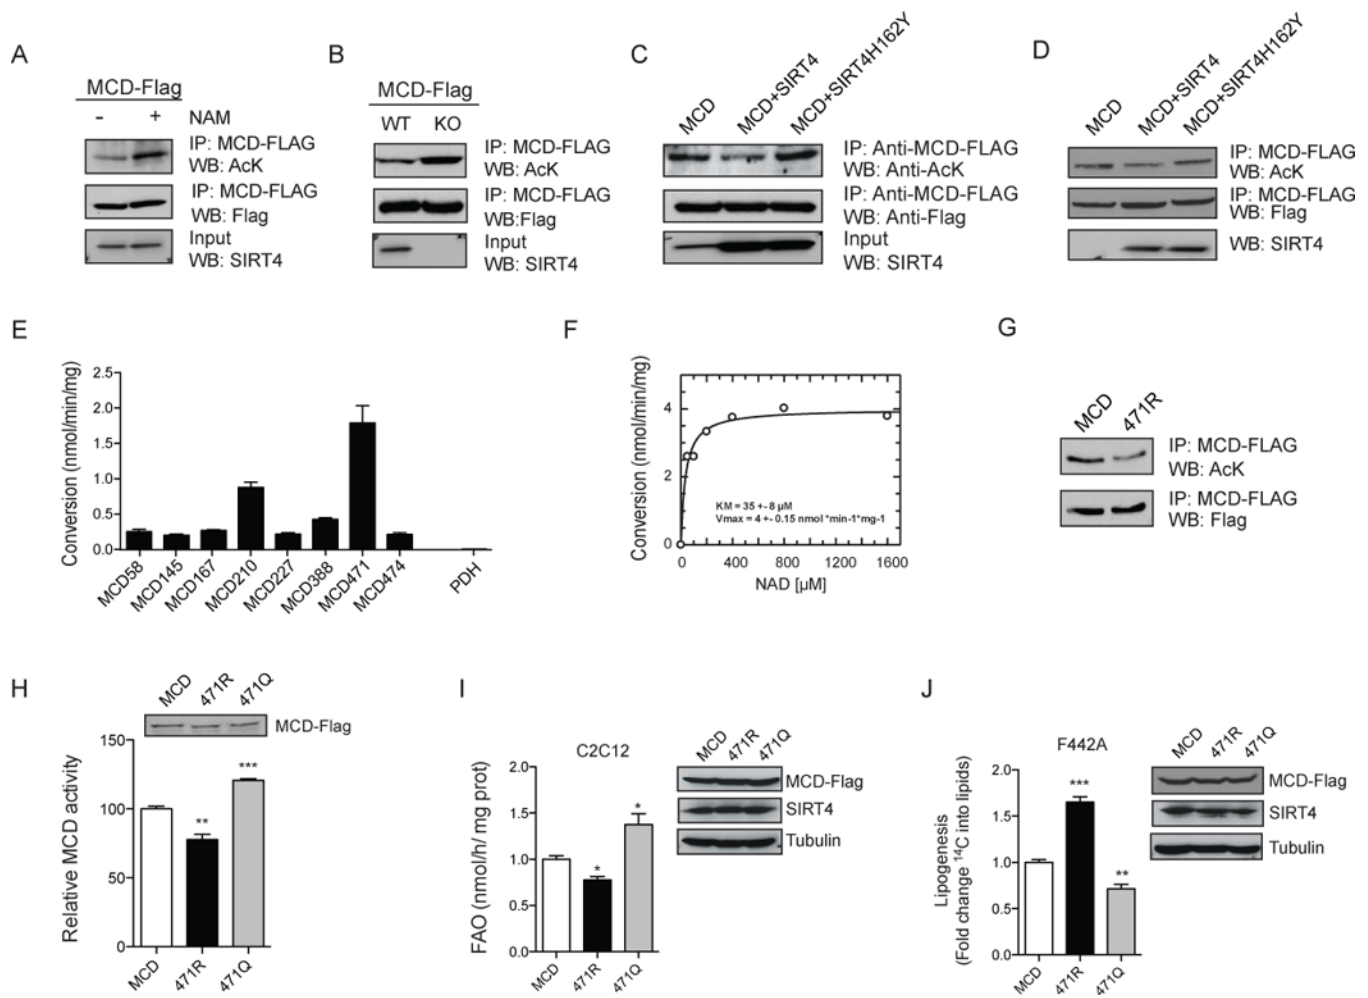 A
MCD-Flag
- + NAM
IP: MCD-FLAG
WB: AcK
IP: MCD-FLAG
WB: Flag
Input
WB: SIRT4
B
MCD-Flag
WT KO
IP: MCD-FLAG
WB: AcK
IP: MCD-FLAG
WB:Flag
Input
WB: SIRT4
C
MCD
MCD+SIRT4
MCD+SIRT4H162Y
IP: Anti-MCD-FLAG
WB: Anti-AcK
IP: Anti-MCD-FLAG
WB: Anti-Flag
Input
WB: SIRT4
D
MCD
MCD+SIRT4
MCD+SIRT4H162Y
IP: MCD-FLAG
WB: AcK
IP: MCD-FLAG
WB: Flag
WB: SIRT4
E
Conversion (nmol/min/mg)
2.5
2.0
1.5
1.0
0.5
0.0
MCD58
MCD145
MCD167
MCD210
MCD227
MCD388
MCD471
MCD474
PDH
F
Conversion (nmol/min/mg)
4
2
0
KM = 35 +- 8 µM
Vmax = 4 +- 0.15 nmol *min-1*mg-1
0 400 800 1200 1600
NAD [µM]
G
MCD
471R
IP: MCD-FLAG
WB: AcK
IP: MCD-FLAG
WB: Flag
H
MCD
471R
471Q
MCD-Flag
Relative MCD activity
150
100
50
0
**
***
MCD
471R
471Q
I
C2C12
FAO (nmol/h/ mg prot)
2.0
1.5
1.0
0.5
0.0
*
*
MCD
471R
471Q
MCD
471R
471Q
MCD-Flag
SIRT4
Tubulin
J
F442A
Lipogenesis
(Fold change 14C into lipids)
2.0
1.5
1.0
0.5
0.0
***
**
MCD
471R
471Q
MCD
471R
471Q
MCD-Flag
SIRT4
Tubulin